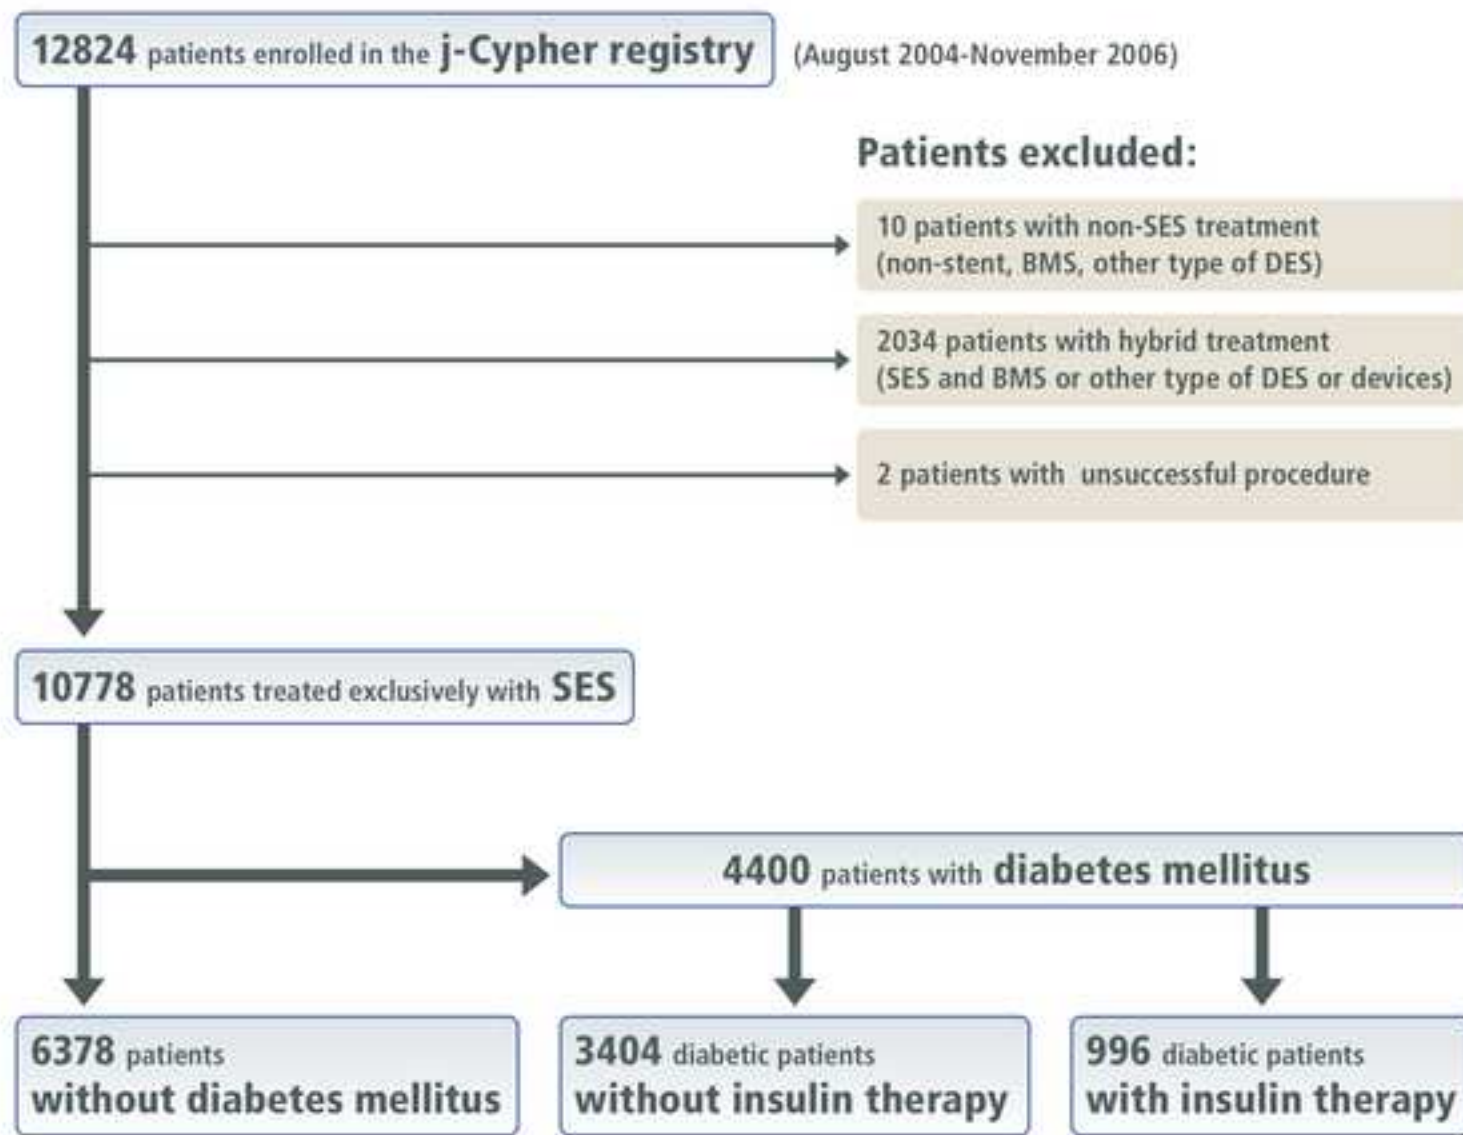 12824 patients enrolled in the j-Cypher registry (August 2004-November 2006)
Patients excluded:
10 patients with non-SES treatment
(non-stent, BMS, other type of DES)
2034 patients with hybrid treatment
(SES and BMS or other type of DES or devices)
2 patients with unsuccessful procedure
10778 patients treated exclusively with SES
4400 patients with diabetes mellitus
6378 patients
without diabetes mellitus
3404 diabetic patients
without insulin therapy
996 diabetic patients
with insulin therapy